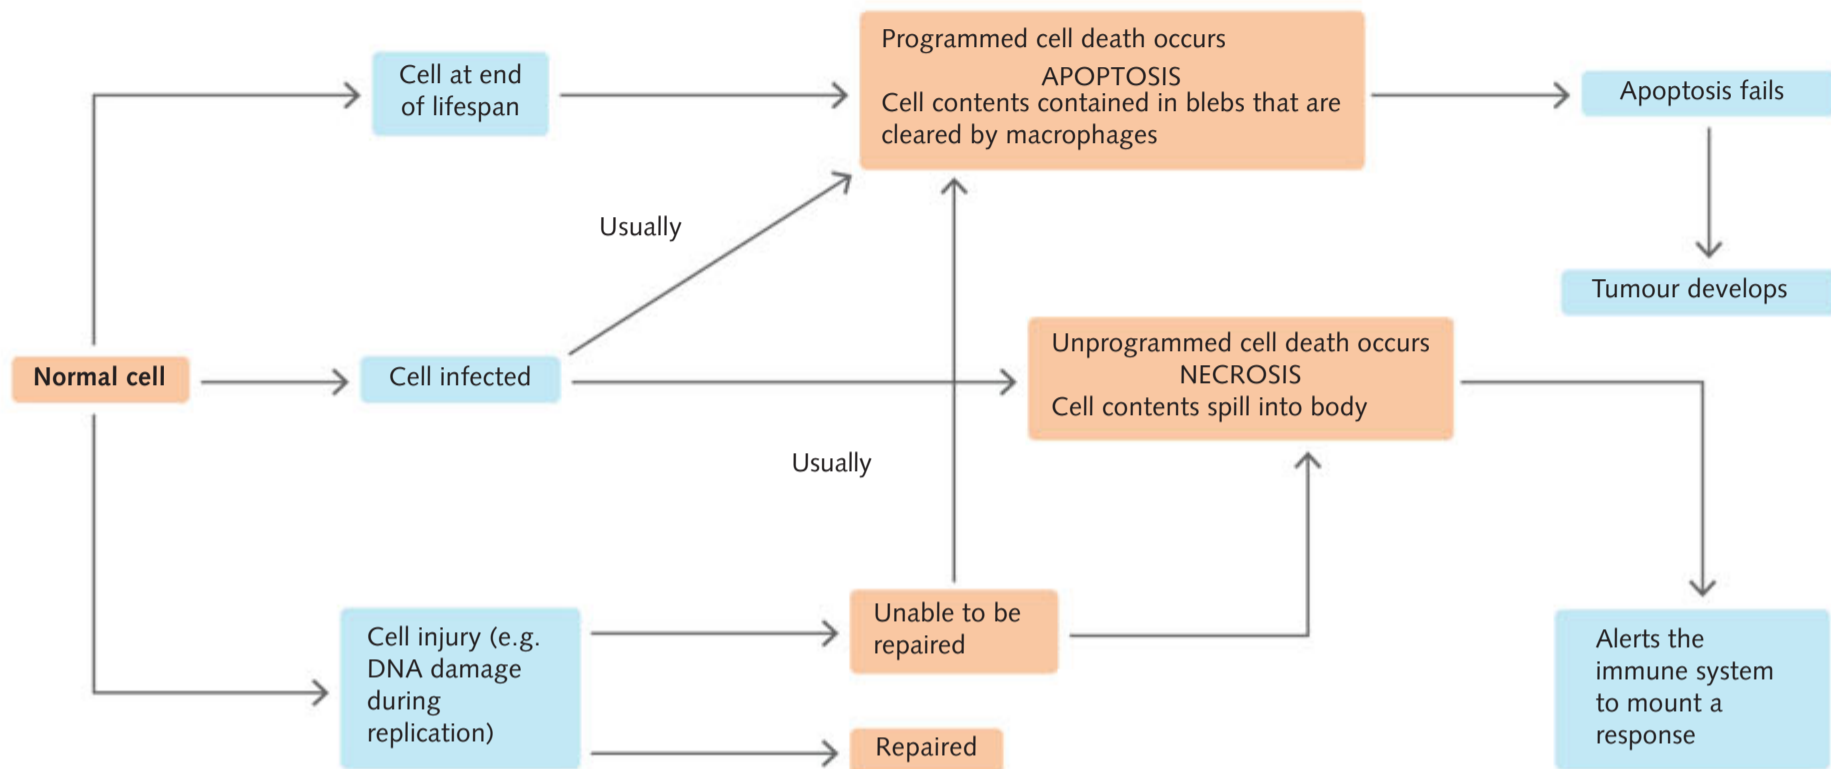 Programmed cell death occurs
APOPTOSIS
Cell contents contained in blebs that are
cleared by macrophages
Cell at end
of lifespan
Apoptosis fails
Usually
Tumour develops
Unprogrammed cell death occurs
NECROSIS
Cell contents spill into body
Normal cell
Cell infected
Usually
Unable to be
repaired
Cell injury (e.g.
DNA damage
during
replication)
Alerts the
immune system
to mount a
response
Repaired